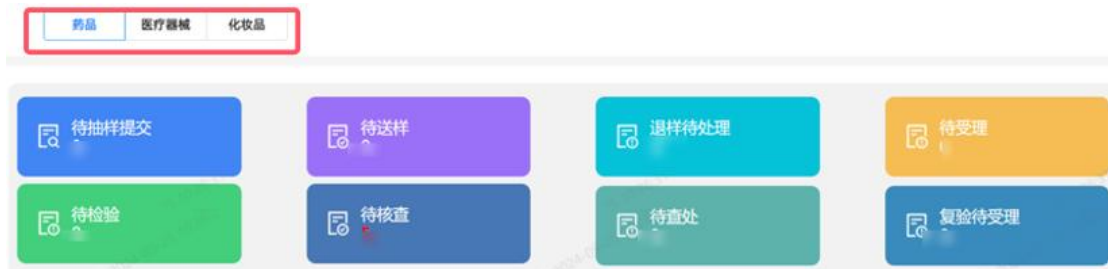 药品 医疗器械 化妆品
待抽样提交 待送样 退样待处理 待受理
待检验 待核查 待查处 复验待受理